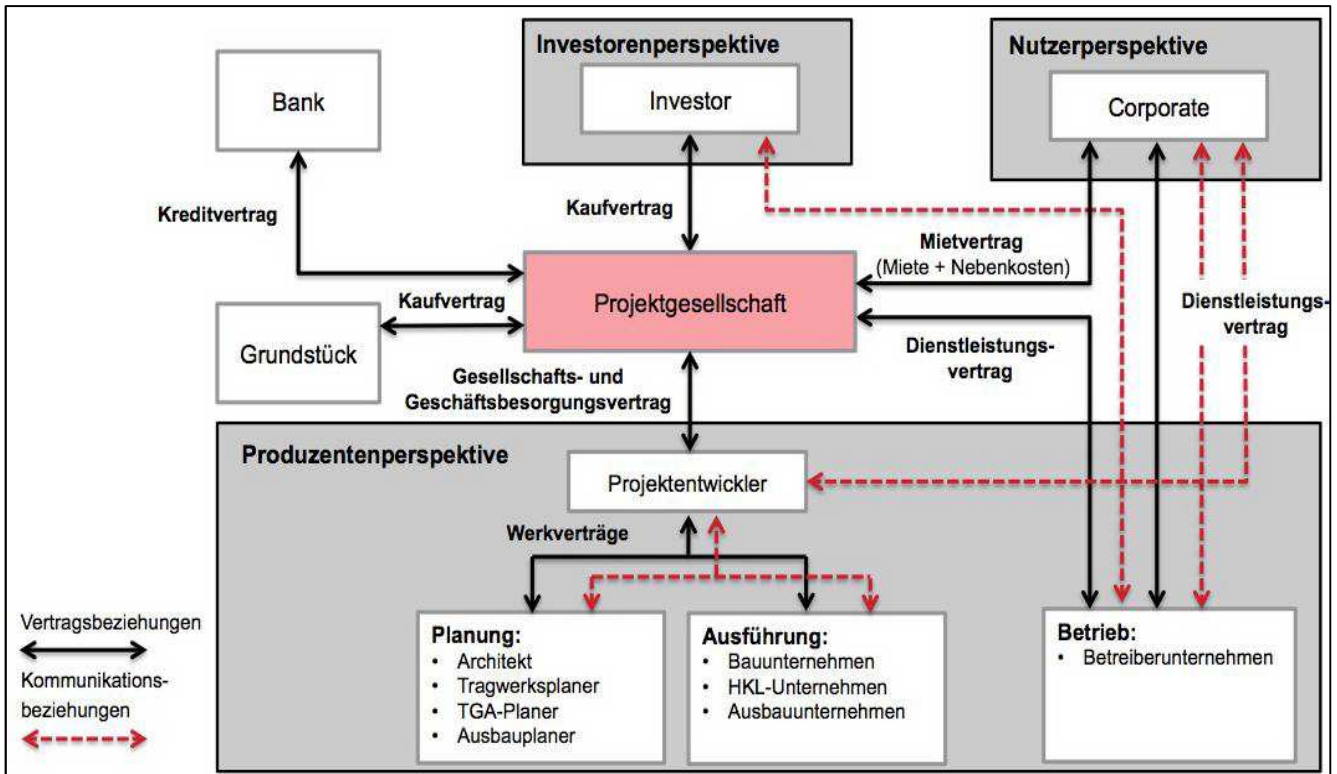 Investorenperspektive
Investor
Nutzerperspektive
Corporate
Bank
Kreditvertrag
Kaufvertrag
Mietvertrag
(Miete + Nebenkosten)
Projektgesellschaft
Kaufvertrag
Grundstück
Dienstleistungs-
vertrag
Dienstleistungs-
vertrag
Gesellschafts- und
Geschäftsbesorgungsvertrag
Produzentenperspektive
Projektentwickler
Werkverträge
Planung:
• Architekt
• Tragwerksplaner
• TGA-Planer
• Ausbauplaner
Ausführung:
• Bauunternehmen
• HKL-Unternehmen
• Ausbauunternehmen
Betrieb:
• Betreiberunternehmen
Vertragsbeziehungen
Kommunikations-
beziehungen